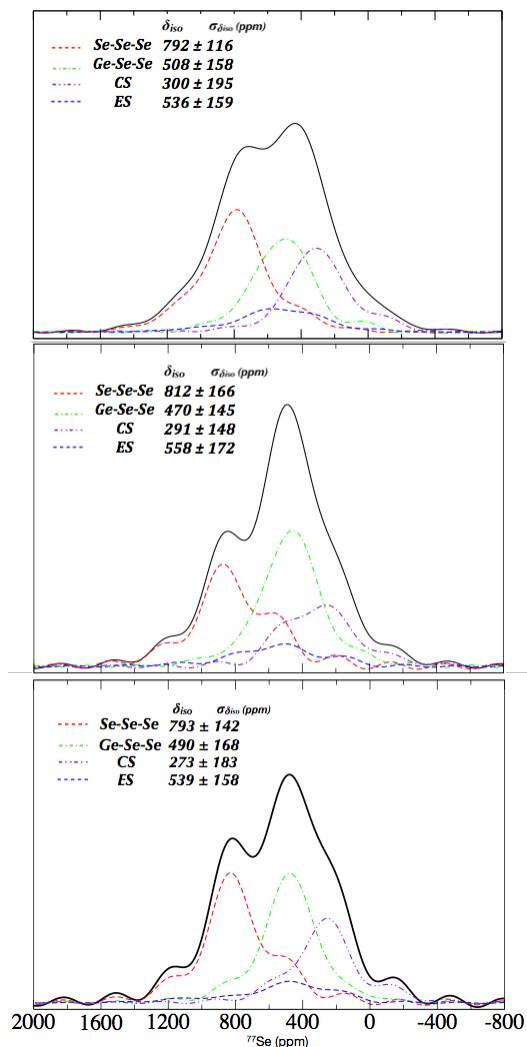 δiso σδiso (ppm)
Se-Se-Se 792 ± 116
Ge-Se-Se 508 ± 158
CS 300 ± 195
ES 536 ± 159
δiso σδiso (ppm)
Se-Se-Se 812 ± 166
Ge-Se-Se 470 ± 145
CS 291 ± 148
ES 558 ± 172
δiso σδiso (ppm)
Se-Se-Se 793 ± 142
Ge-Se-Se 490 ± 168
CS 273 ± 183
ES 539 ± 158
2000 1600 1200 800 400 0 -400 -800
⁷⁷Se (ppm)